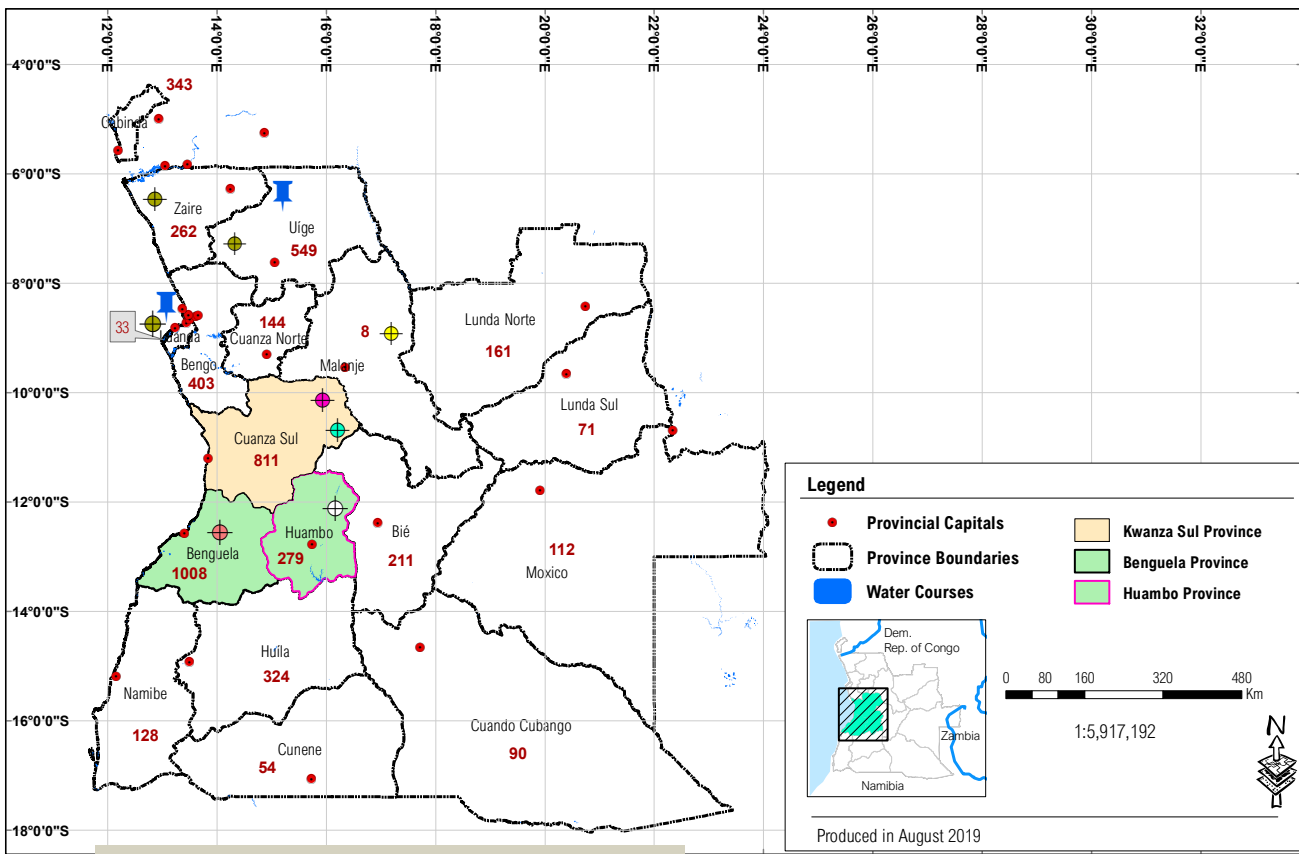 12°0'0"E
14°0'0"E
16°0'0"E
18°0'0"E
20°0'0"E
22°0'0"E
24°0'0"E
26°0'0"E
28°0'0"E
30°0'0"E
32°0'0"E
4°0'0"S
6°0'0"S
8°0'0"S
10°0'0"S
12°0'0"S
14°0'0"S
16°0'0"S
18°0'0"S
343
Cabinda
Zaire
262
Uíge
549
33
144
Cuanza Norte
8
Malanje
Bengo
403
Lunda Norte
161
Lunda Sul
71
Cuanza Sul
811
Benguela
1008
Huambo
279
Bié
211
112
Moxico
Huíla
324
Namibe
128
Cunene
54
Cuando Cubango
90
Legend
Provincial Capitals
Province Boundaries
Water Courses
Kwanza Sul Province
Benguela Province
Huambo Province
Dem.
Rep. of Congo
Zambia
Namibia
0 80 160 320 480
Km
1:5,917,192
N
Produced in August 2019